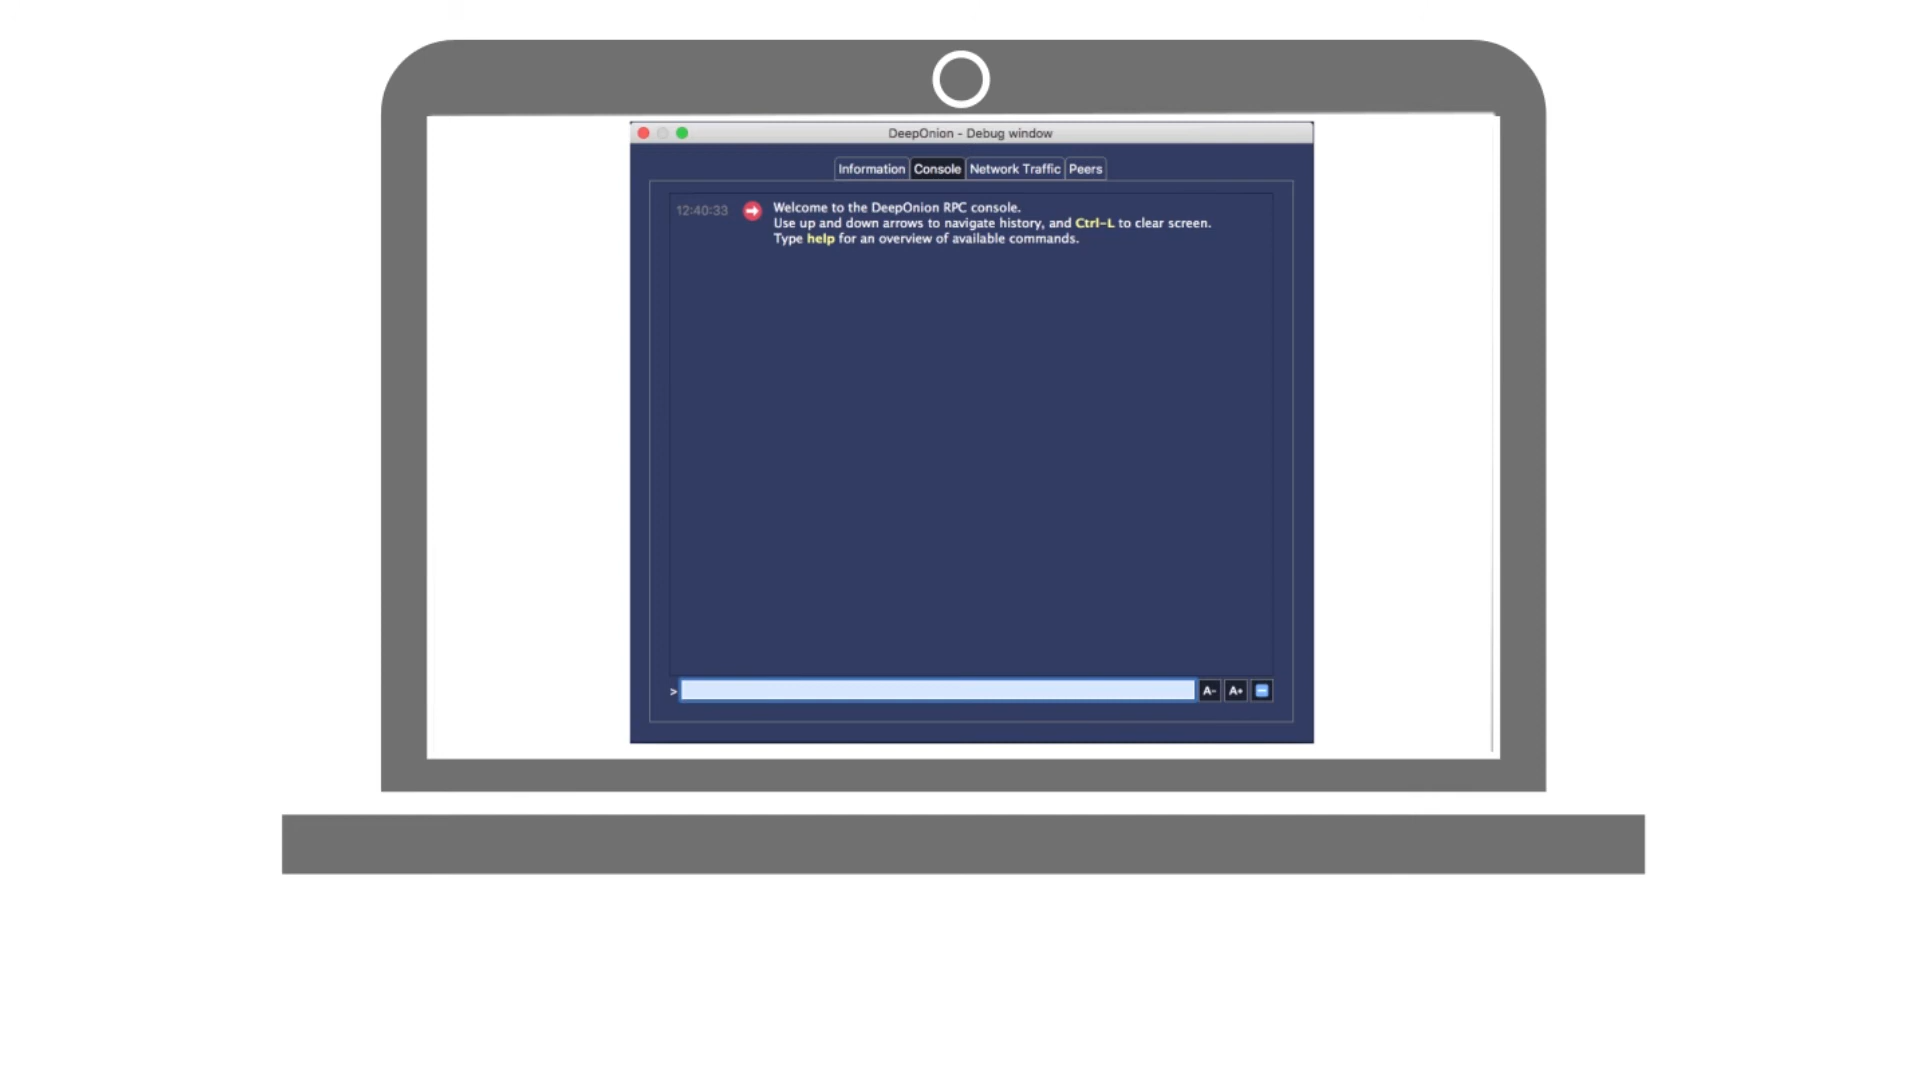 DeepOnion - Debug window
Information Console Network Traffic Peers
12:40:33 Welcome to the DeepOnion RPC console.
Use up and down arrows to navigate history, and Ctrl-L to clear screen.
Type help for an overview of available commands.
> A- A+